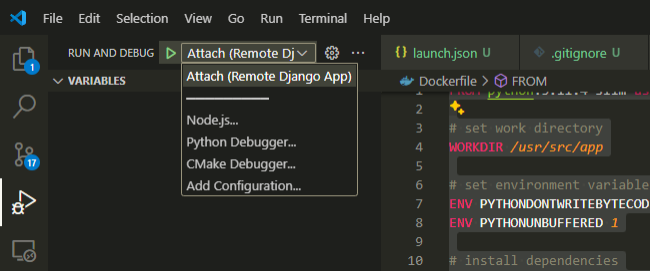 File Edit Selection View Go Run Terminal Help
RUN AND DEBUG Attach (Remote Dj
launch.json U .gitignore U
Attach (Remote Django App)
VARIABLES
Dockerfile > FROM
1
2
Node.js...
3 # set work directory
Python Debugger...
4 WORKDIR /usr/src/app
CMake Debugger...
5
Add Configuration...
6 # set environment variable
7 ENV PYTHONDONTWRITEBYTECOD
8 ENV PYTHONUNBUFFERED 1
9
10 # install dependencies
1
17